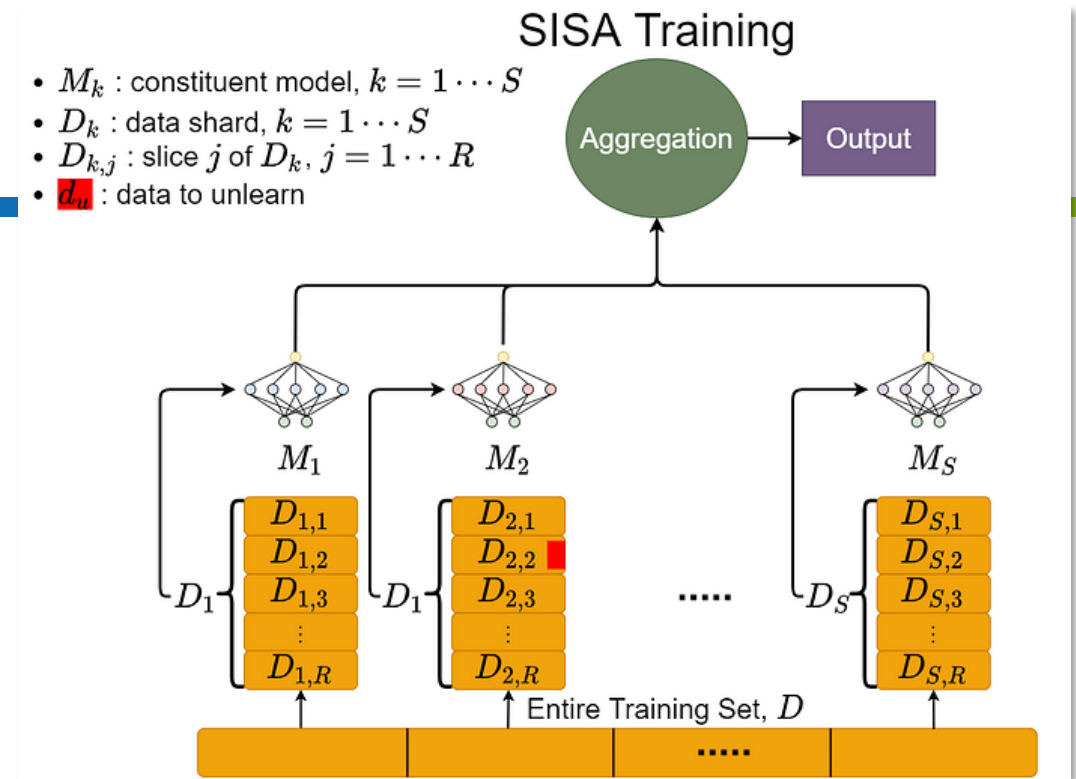 SISA Training
• M_k : constituent model, k = 1 ⋯ S
• D_k : data shard, k = 1 ⋯ S
• D_{k,j} : slice j of D_k, j = 1 ⋯ R
• d_u : data to unlearn
Aggregation
Output
M_1
M_2
M_S
D_{1,1}
D_{1,2}
D_{1,3}
⋮
D_{1,R}
D_1
D_{2,1}
D_{2,2}
D_{2,3}
⋮
D_{2,R}
D_1
.....
D_{S,1}
D_{S,2}
D_{S,3}
⋮
D_{S,R}
D_S
Entire Training Set, D
.....